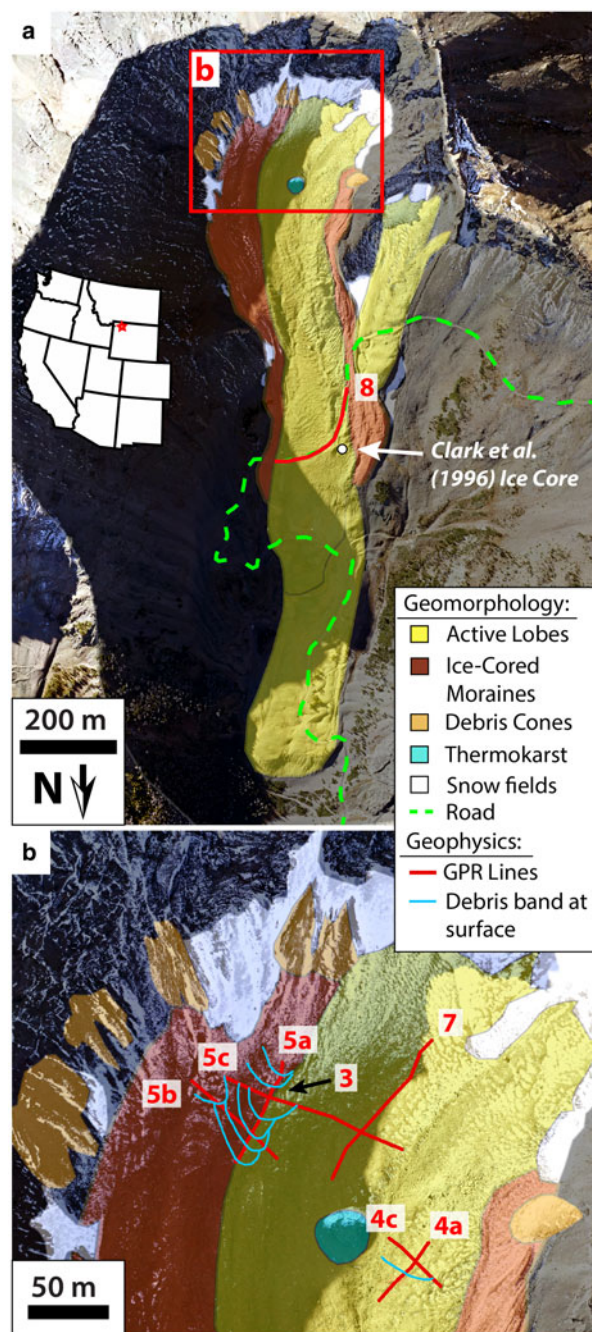 a
b
8
Clark et al.
(1996) Ice Core
200 m
N
Geomorphology:
Active Lobes
Ice-Cored
Moraines
Debris Cones
Thermokarst
Snow fields
Road
Geophysics:
GPR Lines
Debris band at
surface
b
7
5a
5c
3
5b
4c
4a
50 m